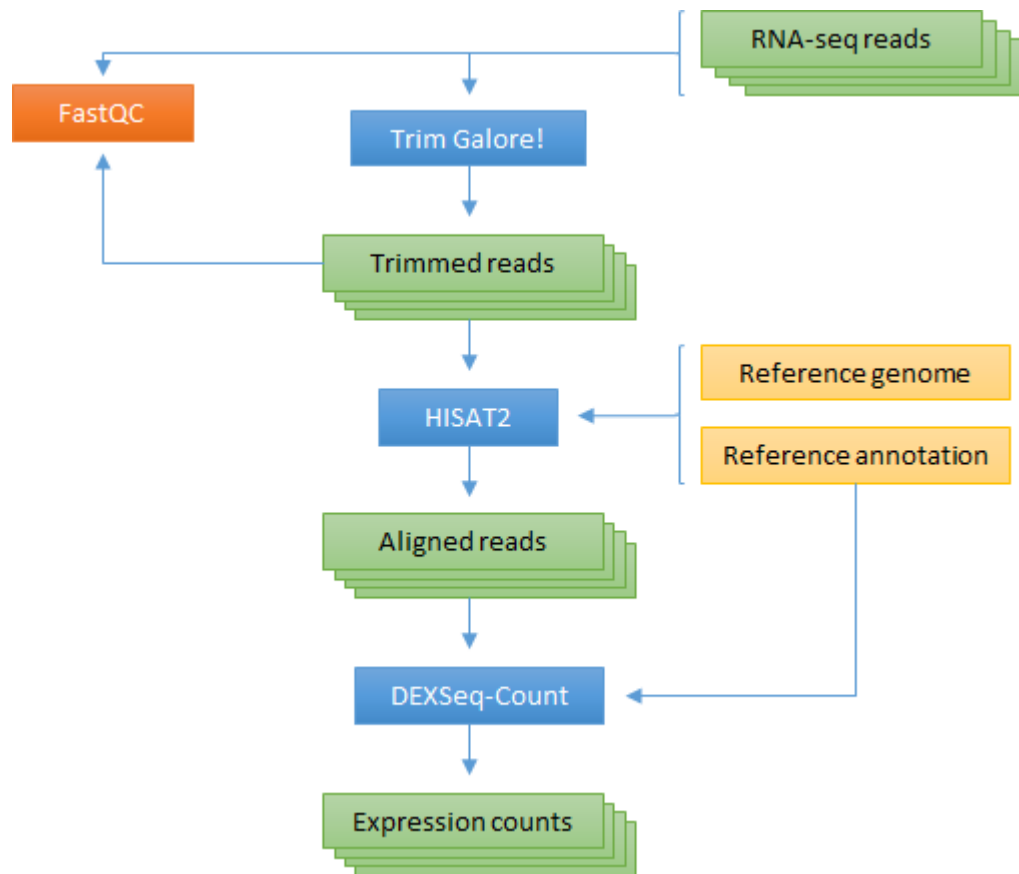 RNA-seq reads
FastQC
Trim Galore!
Trimmed reads
Reference genome
HISAT2
Reference annotation
Aligned reads
DEXSeq-Count
Expression counts